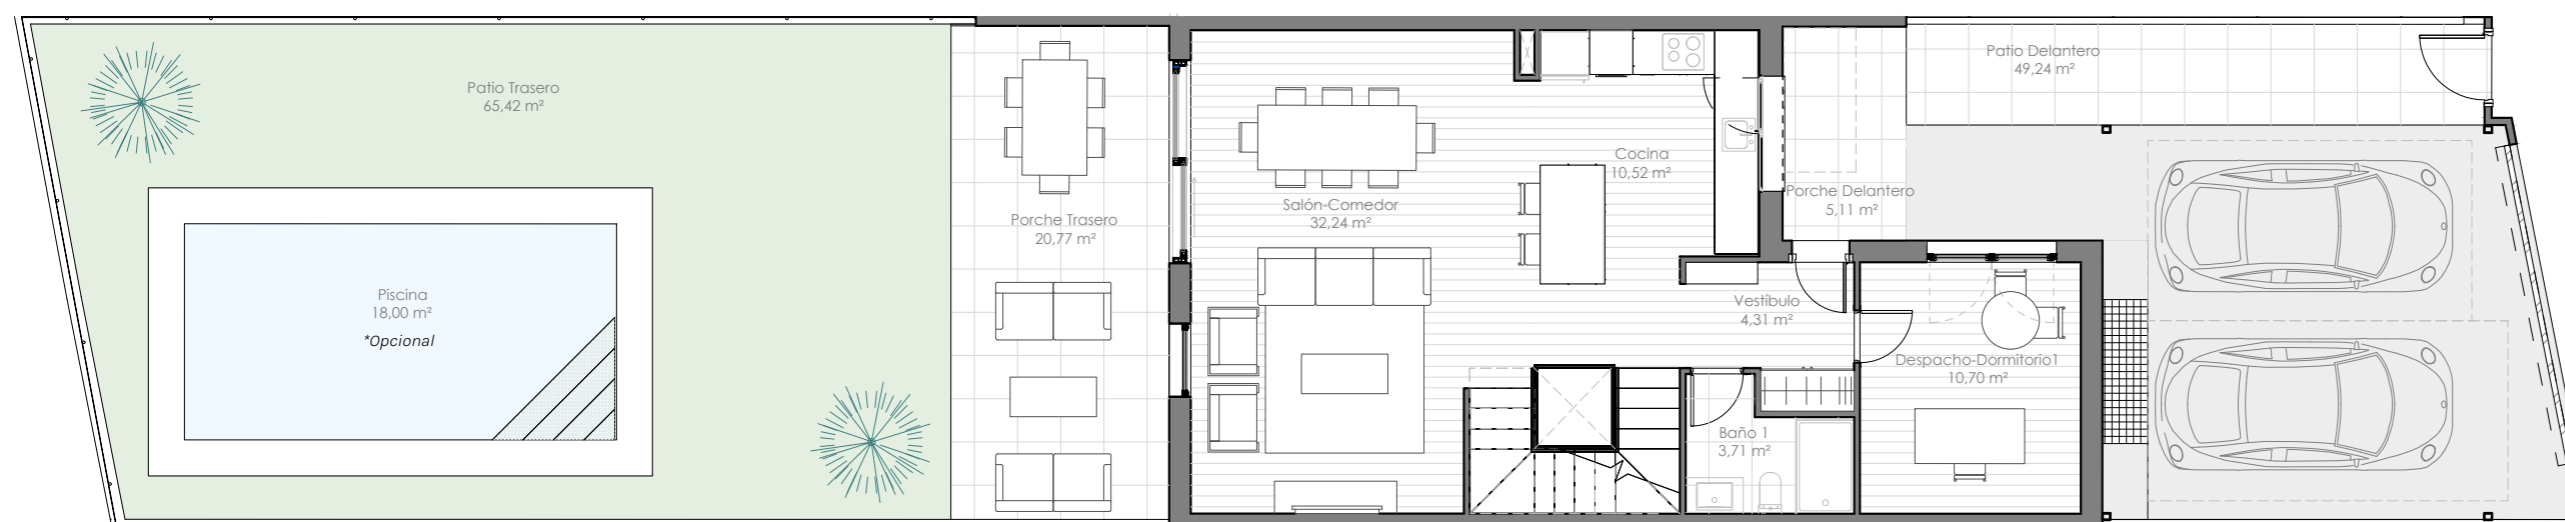 Patio Trasero
65,42 m²
Piscina
18,00 m²
*Opcional
Porche Trasero
20,77 m²
Salón-Comedor
32,24 m²
Cocina
10,52 m²
Vestíbulo
4,31 m²
Baño 1
3,71 m²
Porche Delantero
5,11 m²
Despacho-Dormitorio1
10,70 m²
Patio Delantero
49,24 m²